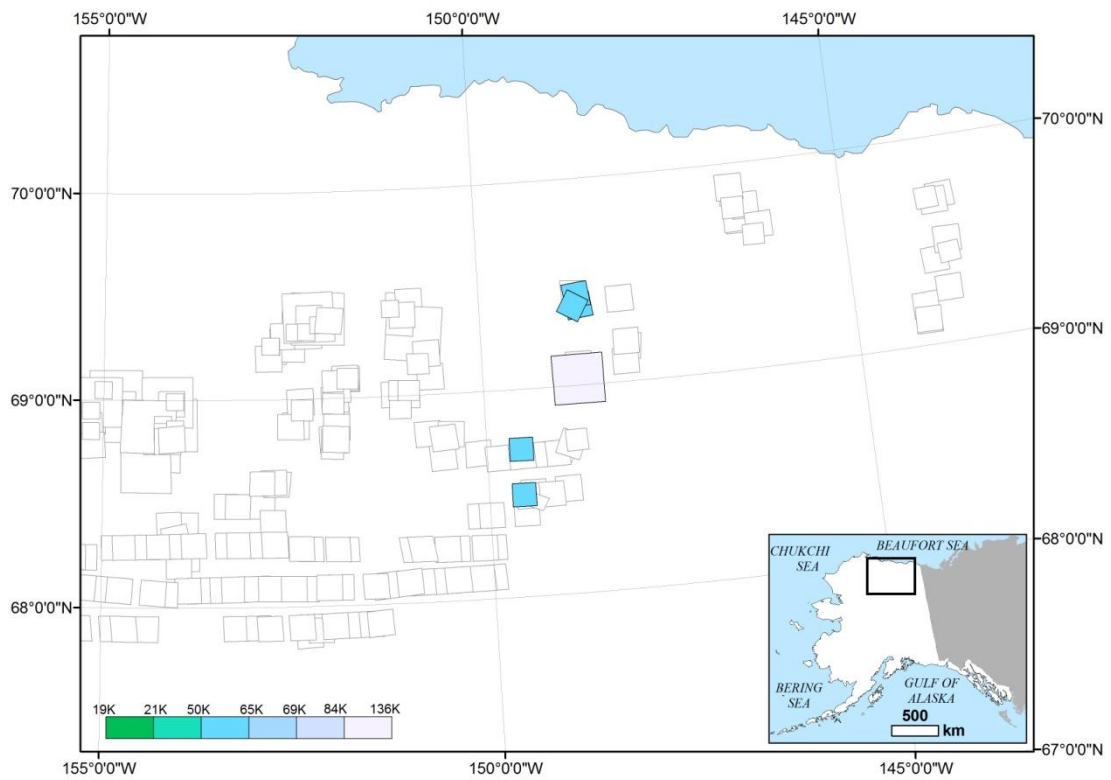 155°0'0"W 150°0'0"W 145°0'0"W
70°0'0"N
70°0'0"N
69°0'0"N
69°0'0"N
68°0'0"N
68°0'0"N
67°0'0"N
19K 21K 50K 65K 69K 84K 136K
CHUKCHI
SEA
BEAUFORT SEA
BERING
SEA
GULF OF
ALASKA
500
km
155°0'0"W 150°0'0"W 145°0'0"W